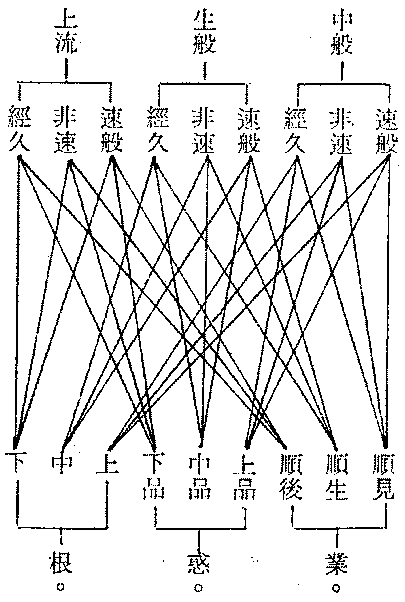 中般 生般 上流
速般 非速 經久 速般 非速 經久 速般 非速 經久
順見 順生 順後 上品 中品 下品 上 中 下
業。 惑。 根。